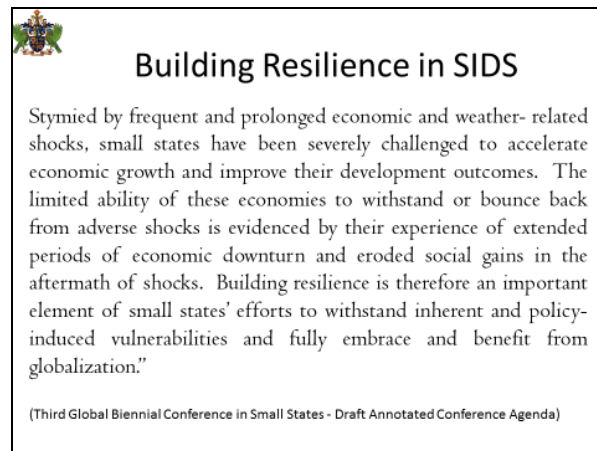 Building Resilience in SIDS
Stymied by frequent and prolonged economic and weather- related
shocks, small states have been severely challenged to accelerate
economic growth and improve their development outcomes. The
limited ability of these economies to withstand or bounce back
from adverse shocks is evidenced by their experience of extended
periods of economic downturn and eroded social gains in the
aftermath of shocks. Building resilience is therefore an important
element of small states' efforts to withstand inherent and policy-
induced vulnerabilities and fully embrace and benefit from
globalization."
(Third Global Biennial Conference in Small States - Draft Annotated Conference Agenda)